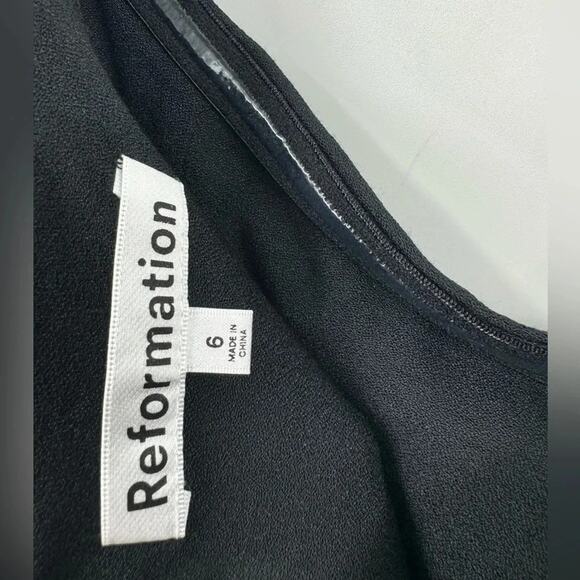 Reformation
6
MADE IN
CHINA